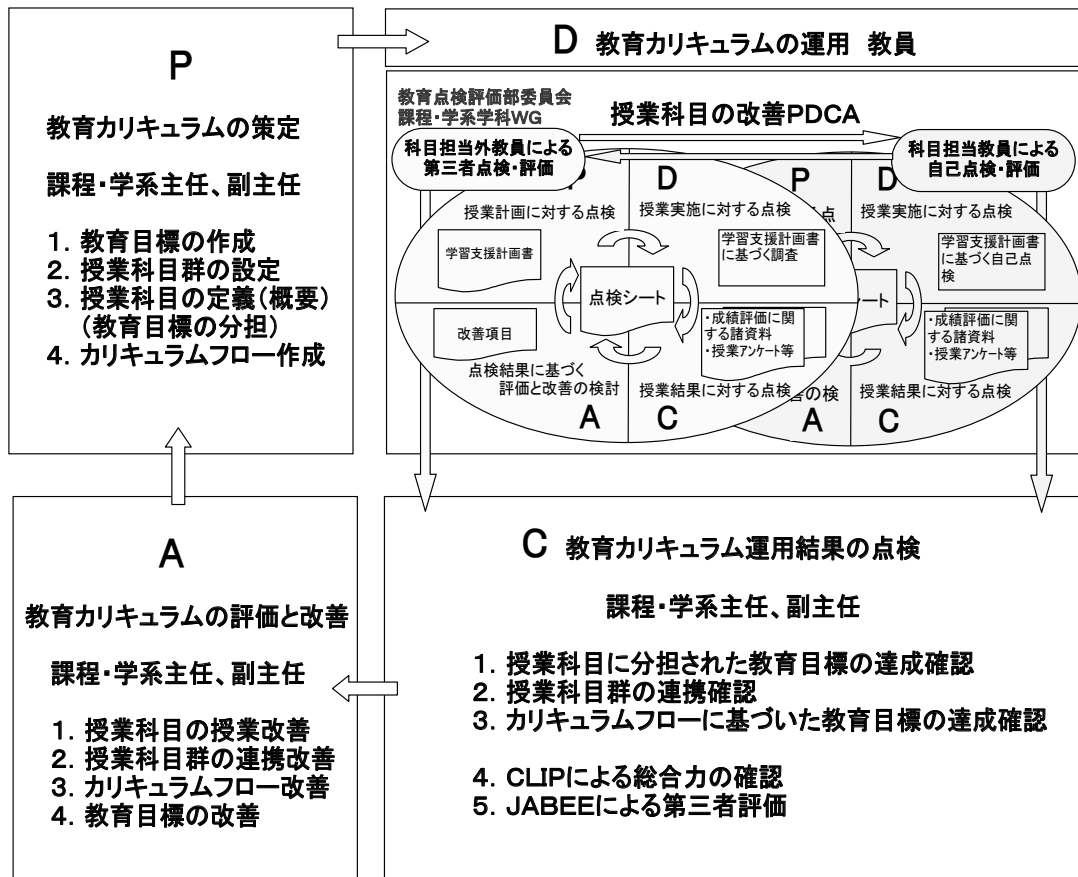 P
教育カリキュラムの策定
課程・学系主任、副主任
1. 教育目標の作成
2. 授業科目群の設定
3. 授業科目の定義(概要)
(教育目標の分担)
4. カリキュラムフロー作成
D 教育カリキュラムの運用 教員
教育点検評価部委員会
課程・学系学科WG
授業科目の改善PDCA
科目担当外教員による
第三者点検・評価
科目担当教員による
自己点検・評価
P
D
授業計画に対する点検
授業実施に対する点検
学習支援計画書
学習支援計画書
に基づく調査
点検シート
改善項目
・成績評価に関
する諸資料
・授業アンケート等
点検結果に基づく
評価と改善の検討
授業結果に対する点検
A
C
P
D
点
授業実施に対する点検
学習支援計画書
に基づく自己点
検
ート
・成績評価に関
する諸資料
・授業アンケート等
の検
授業結果に対する点検
A
C
A
教育カリキュラムの評価と改善
課程・学系主任、副主任
1. 授業科目の授業改善
2. 授業科目群の連携改善
3. カリキュラムフロー改善
4. 教育目標の改善
C 教育カリキュラム運用結果の点検
課程・学系主任、副主任
1. 授業科目に分担された教育目標の達成確認
2. 授業科目群の連携確認
3. カリキュラムフローに基づいた教育目標の達成確認
4. CLIPによる総合力の確認
5. JABEEによる第三者評価